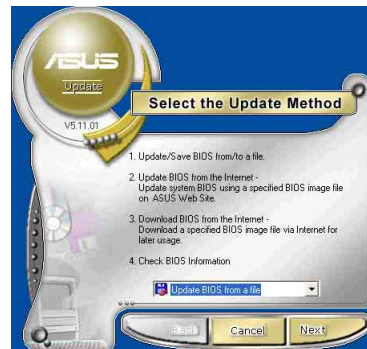 ASUS
Update
V5.11.01
Select the Update Method
1. Update/Save BIOS from/to a file.
2. Update BIOS from the Internet -
Update system BIOS using a specified BIOS image file
on ASUS Web Site.
3. Download BIOS from the Internet -
Download a specified BIOS image file via Internet for
later usage.
4. Check BIOS Information
Update BIOS from a file
Back
Cancel
Next